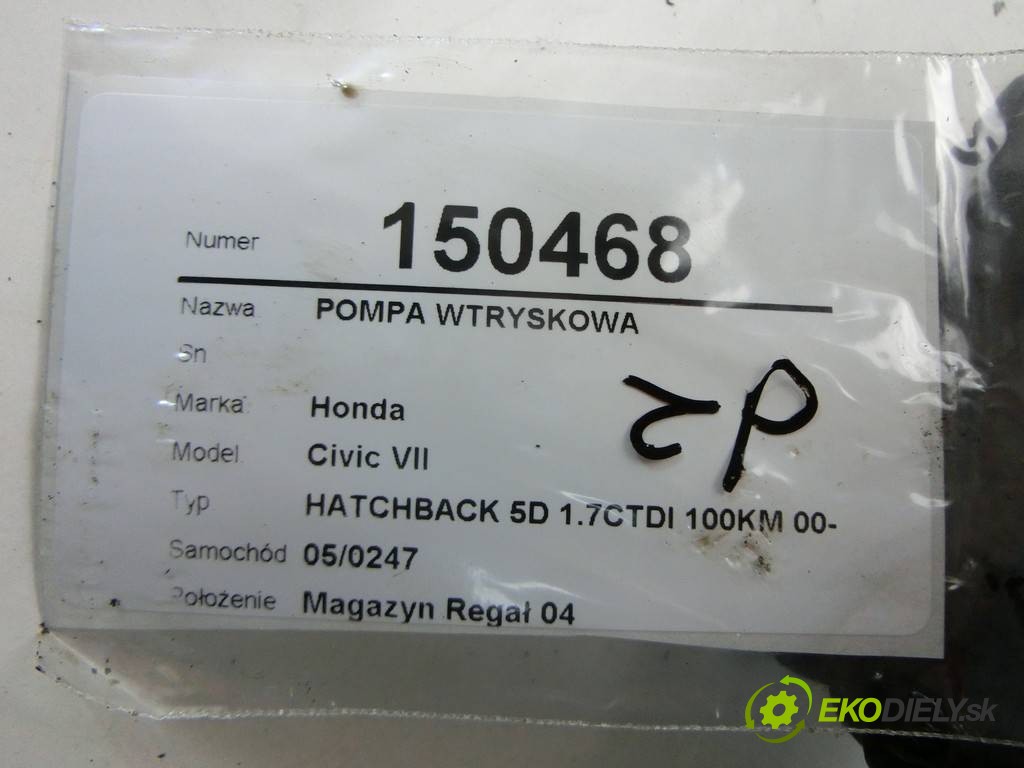 Numer 150468
Nazwa POMPA WTRYSKOWA
Sn
Marka Honda
Model Civic VII
Typ HATCHBACK 5D 1.7CTDI 100KM 00-
Samochód 05/0247
Położenie Magazyn Regał 04
EKODIELY.sk